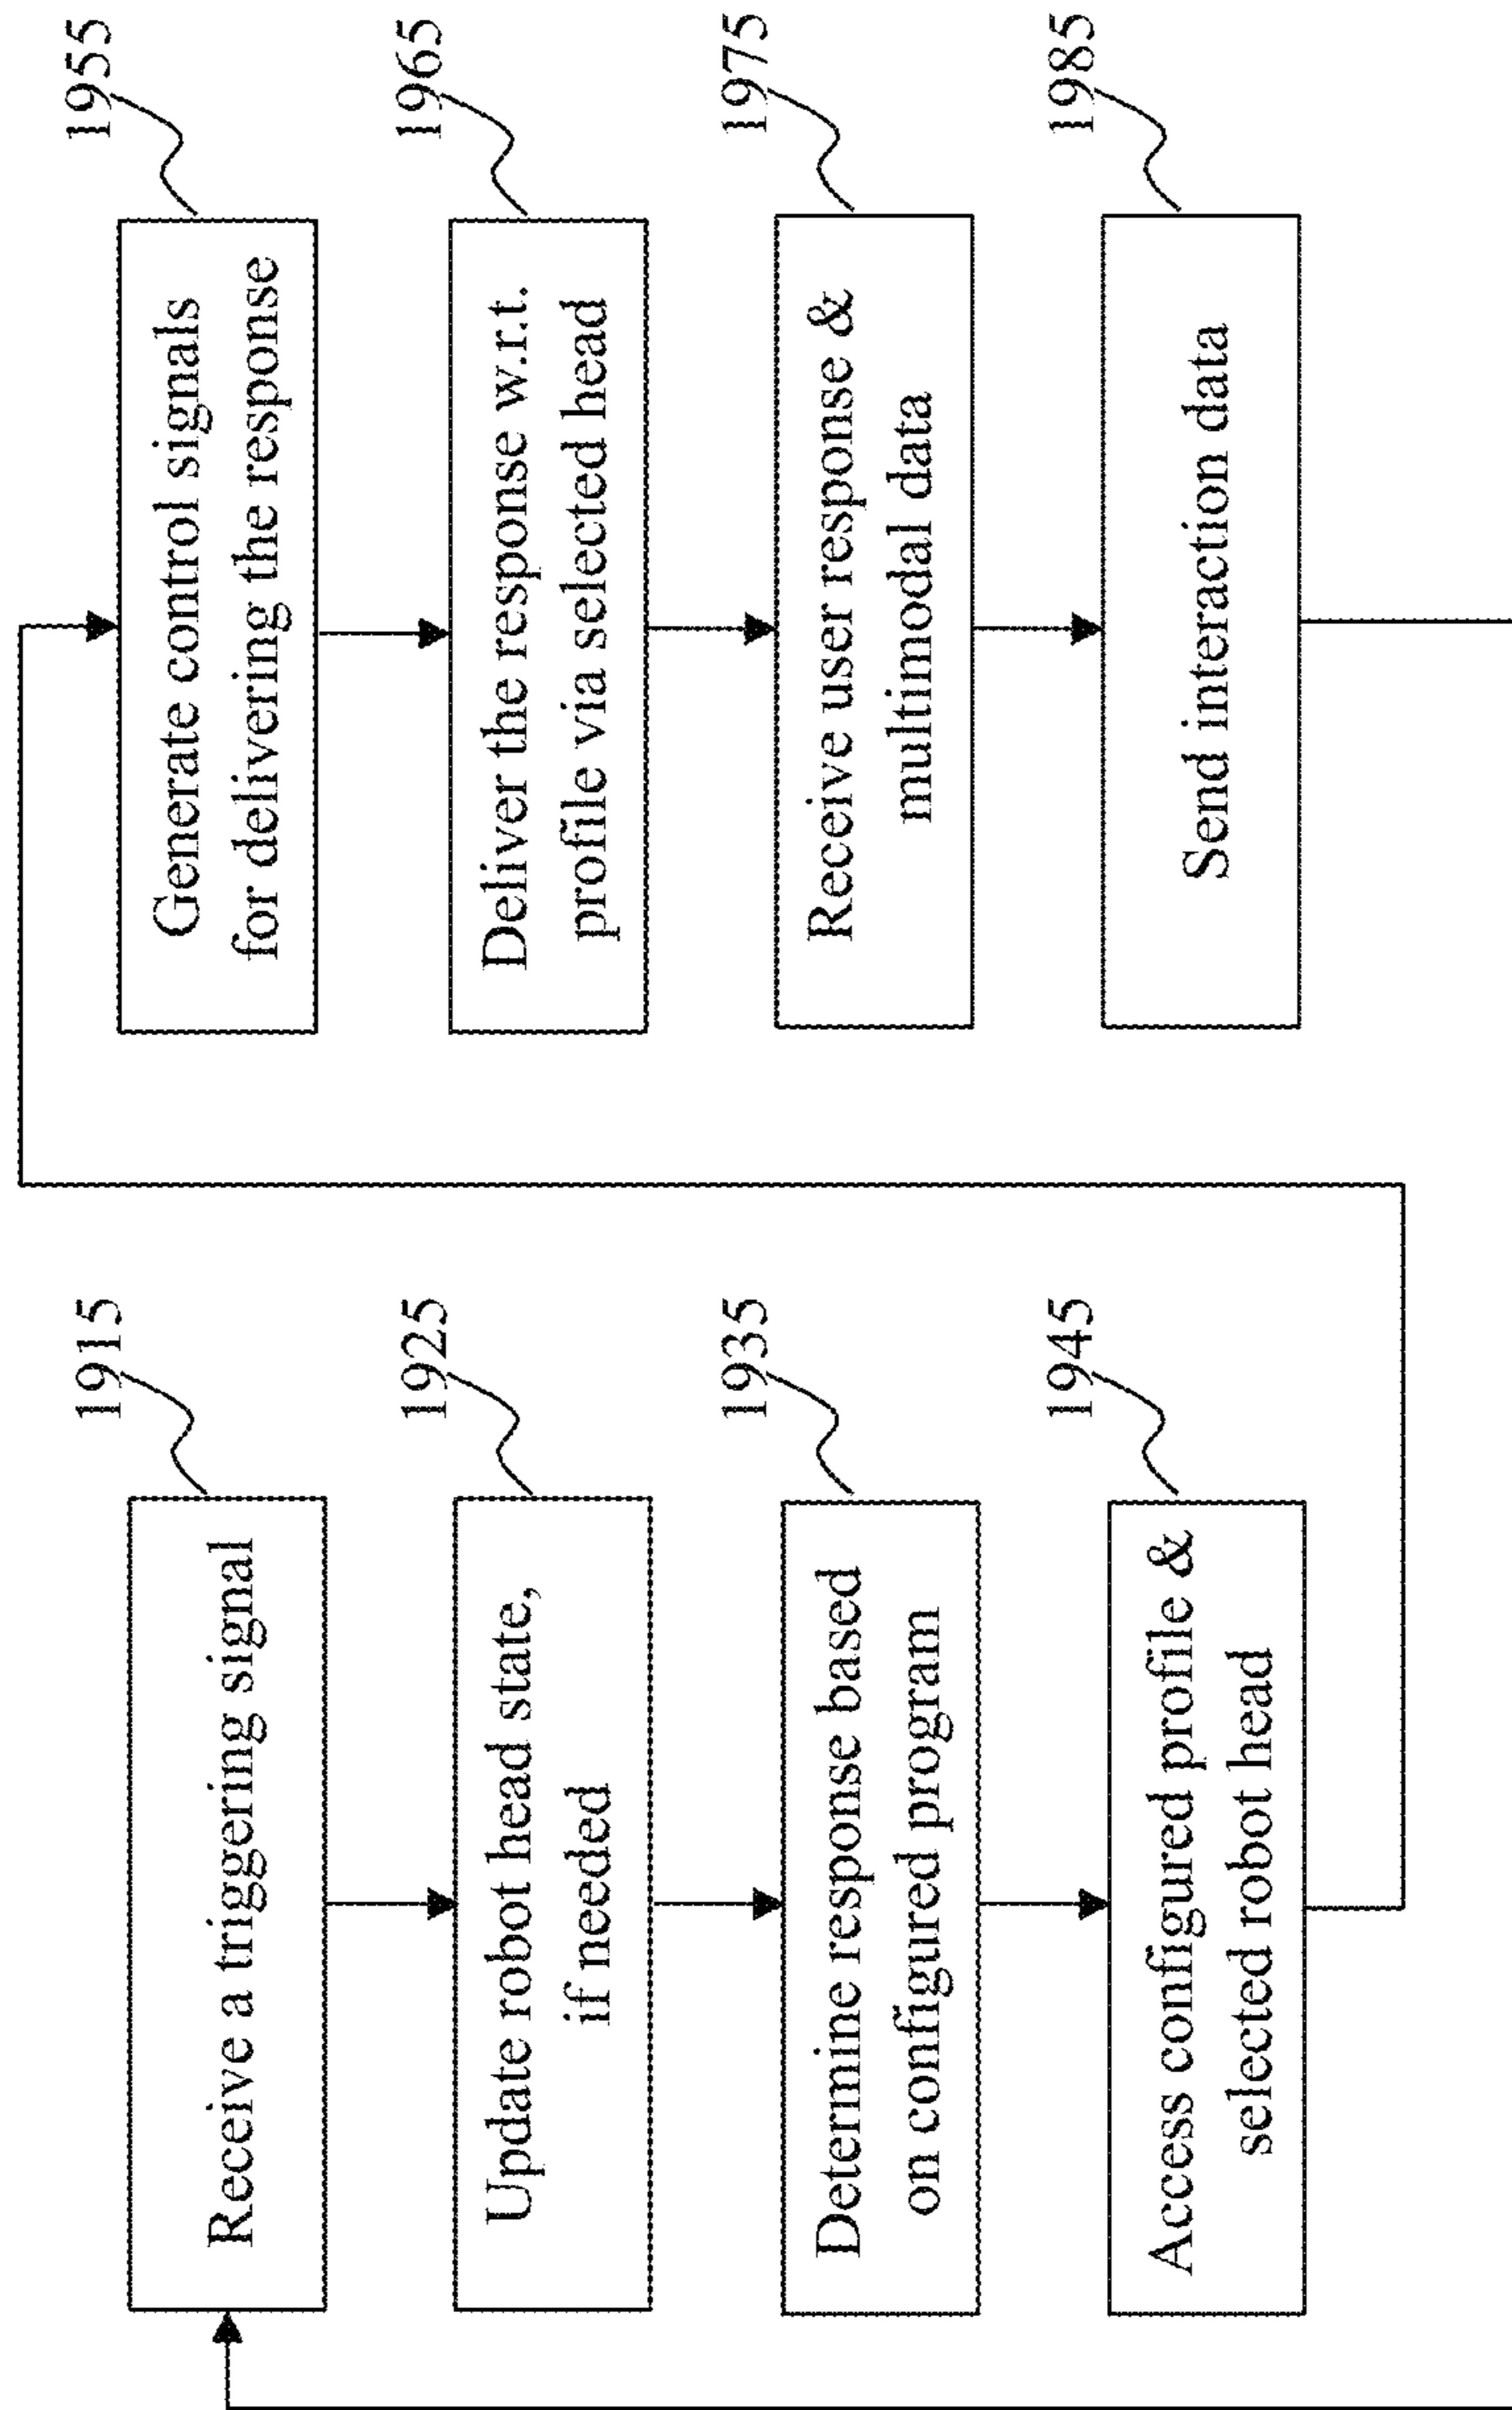 Receive a triggering signal
1915
Update robot head state,
if needed
1925
Determine response based
on configured program
1935
Access configured profile &
selected robot head
1945
Generate control signals
for delivering the response
1955
Deliver the response w.r.t.
profile via selected head
1965
Receive user response &
multimodal data
1975
Send interaction data
1985